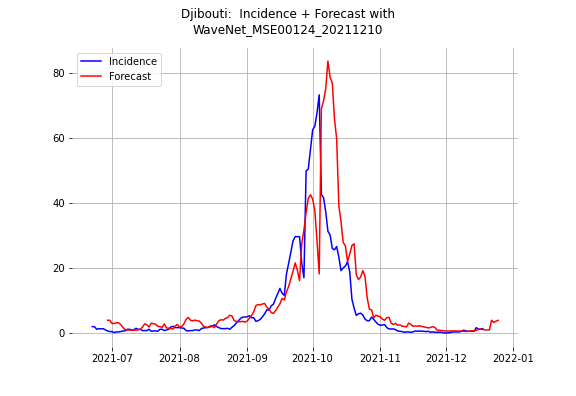 Djibouti:  Incidence + Forecast with
WaveNet_MSE00124_20211210
Incidence
Forecast
80
60
40
20
0
2021-07 2021-08 2021-09 2021-10 2021-11 2021-12 2022-01